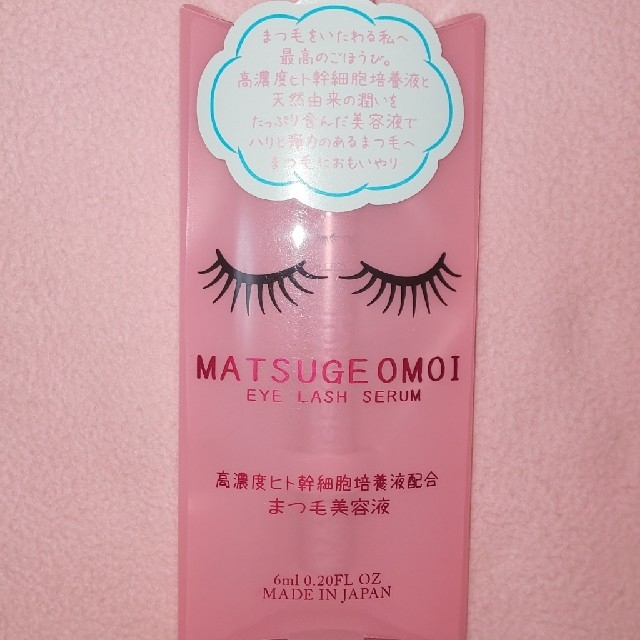 まつ毛をいたわる私へ
最高のごほうび。
高濃度ヒト幹細胞培養液と
天然由来の潤いを
たっぷり含んだ美容液で
ハリと弾力のあるまつ毛へ
まつ毛におもいやり
MATSUGE OMOI
EYE LASH SERUM
高濃度ヒト幹細胞培養液配合
まつ毛美容液
6ml 0.20FL OZ
MADE IN JAPAN